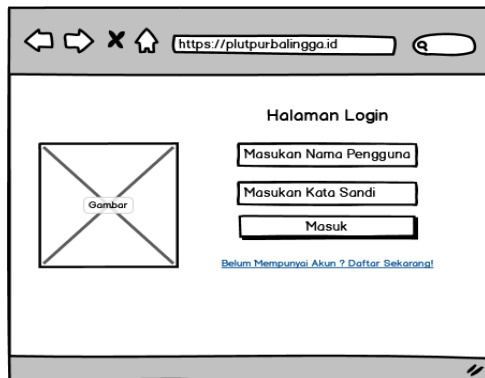 https://plutpurbalingga.id
Halaman Login
Masukan Nama Pengguna
Gambar
Masukan Kata Sandi
Masuk
Belum Mempunyai Akun ? Daftar Sekarang!